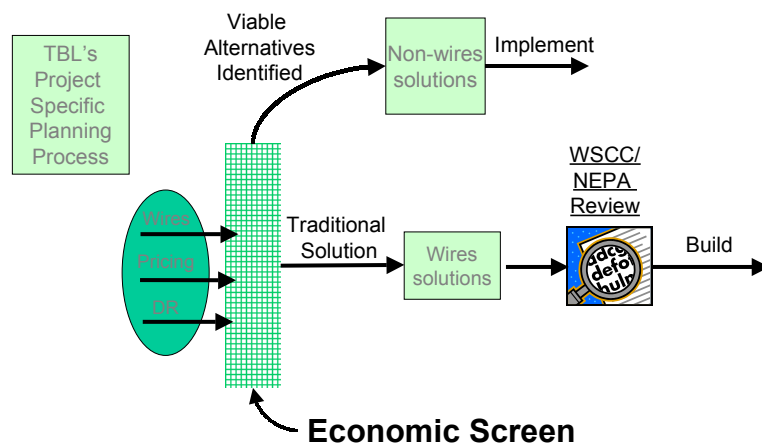 TBL's
Project
Specific
Planning
Process
Viable
Alternatives
Identified
Non-wires
solutions
Implement
Wires
Pricing
DR
Traditional
Solution
Wires
solutions
WSCC/
NEPA
Review
Build
Economic Screen